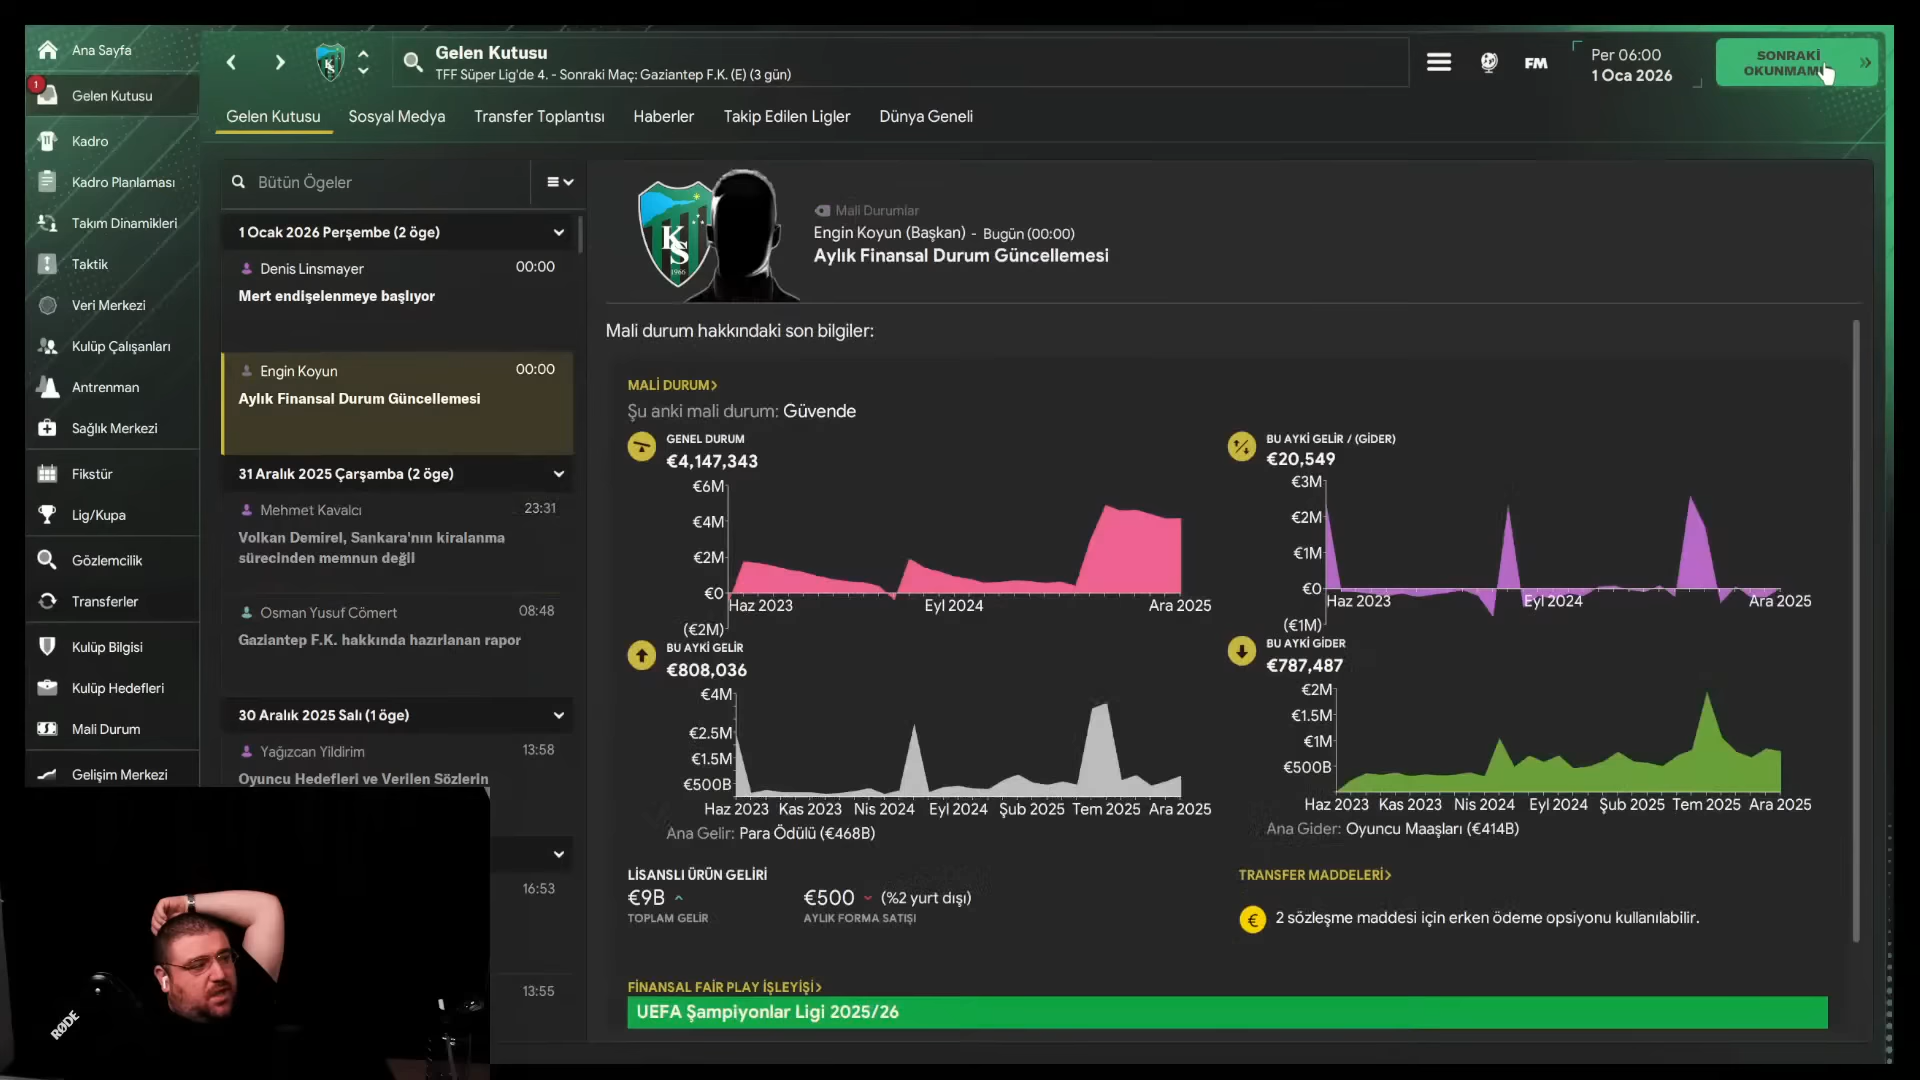 Ana Sayfa
1
Gelen Kutusu
Kadro
Kadro Planlaması
Takım Dinamikleri
Taktik
Veri Merkezi
Kulüp Çalışanları
Antrenman
Sağlık Merkezi
Fikstür
Lig/Kupa
Gözlemcilik
Transferler
Kulüp Bilgisi
Kulüp Hedefleri
Mali Durum
Gelişim Merkezi
Gelen Kutusu
TFF Süper Lig'de 4. - Sonraki Maç: Gaziantep F.K. (E) (3 gün)
FM
Per 06:00
1 Oca 2026
SONRAKİ
Gelen Kutusu
Sosyal Medya
Transfer Toplantısı
Haberler
Takip Edilen Ligler
Dünya Geneli
Bütün Ögeler
1 Ocak 2026 Perşembe (2 öge)
Denis Linsmayer 00:00
Mert endişelenmeye başlıyor
Engin Koyun 00:00
Aylık Finansal Durum Güncellemesi
31 Aralık 2025 Çarşamba (2 öge)
Mehmet Kavalcı 23:31
Volkan Demirel, Sankara'nın kiralanma
sürecinden memnun değil
Osman Yusuf Cömert 08:48
Gaziantep F.K. hakkında hazırlanan rapor
30 Aralık 2025 Salı (1 öge)
Yağızcan Yildirim 13:58
Oyuncu Hedefleri ve Verilen Sözlerin
16:53
13:55
KS
1966
Mali Durumlar
Engin Koyun (Başkan) - Bugün (00:00)
Aylık Finansal Durum Güncellemesi
Mali durum hakkındaki son bilgiler:
MALİ DURUM>
Şu anki mali durum: Güvende
GENEL DURUM
€4,147,343
€6M
€4M
€2M
€0
(€2M)
Haz 2023 Eyl 2024 Ara 2025
BU AYKİ GELİR / (GİDER)
€20,549
€3M
€2M
€1M
€0
(€1M)
Haz 2023 Eyl 2024 Ara 2025
BU AYKİ GELİR
€808,036
€4M
€2.5M
€1.5M
€500B
Haz 2023 Kas 2023 Nis 2024 Eyl 2024 Şub 2025 Tem 2025 Ara 2025
Ana Gelir: Para Ödülü (€468B)
BU AYKİ GİDER
€787,487
€2M
€1.5M
€1M
€500B
Haz 2023 Kas 2023 Nis 2024 Eyl 2024 Şub 2025 Tem 2025 Ara 2025
Ana Gider: Oyuncu Maaşları (€414B)
LİSANSLI ÜRÜN GELİRİ
€9B
TOPLAM GELİR
€500 (%2 yurt dışı)
AYLIK FORMA SATIŞI
TRANSFER MADDELERİ>
€ 2 sözleşme maddesi için erken ödeme opsiyonu kullanılabilir.
FİNANSAL FAİR PLAY İŞLEYİŞİ>
UEFA Şampiyonlar Ligi 2025/26
RØDE